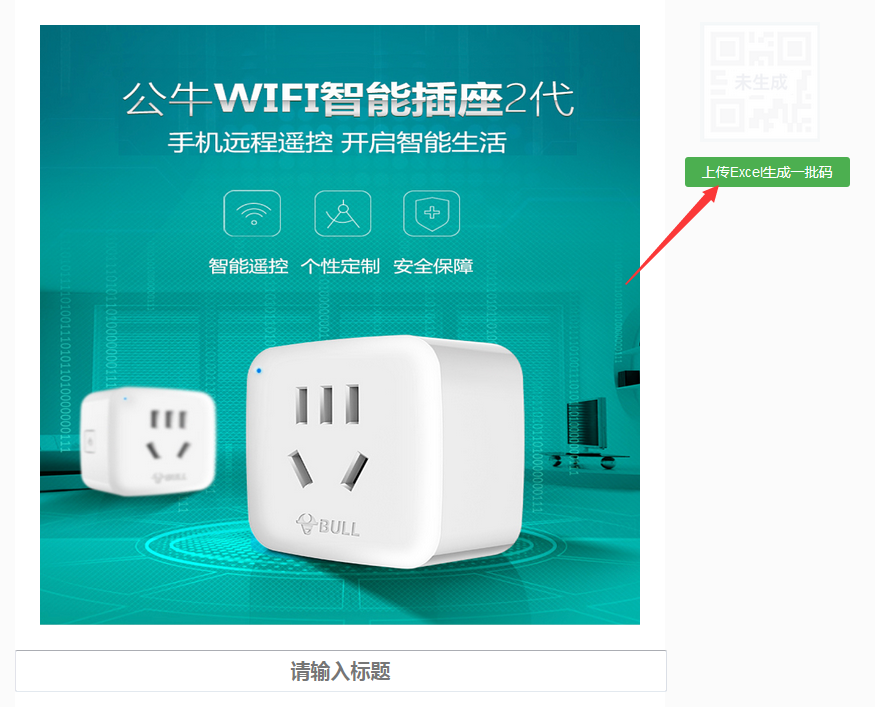 公牛WIFI智能插座2代
手机远程遥控 开启智能生活
智能遥控 个性定制 安全保障
BULL
BULL
请输入标题
未生成
上传Excel生成一批码